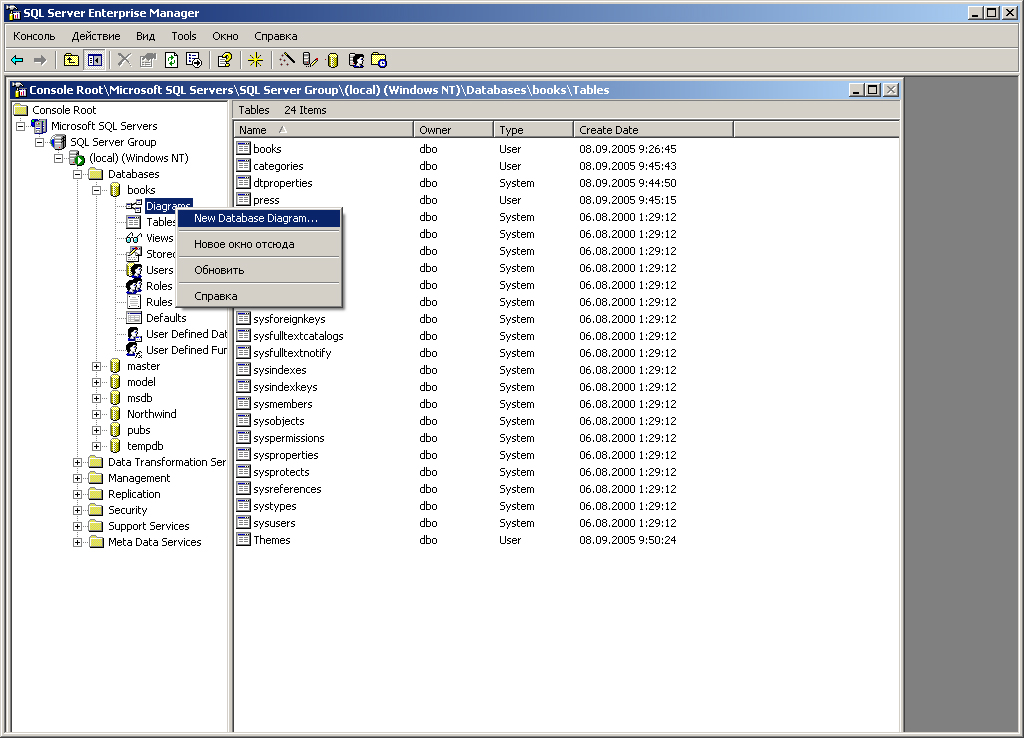 SQL Server Enterprise Manager
Консоль Действие Вид Tools Окно Справка
Console Root\Microsoft SQL Servers\SQL Server Group\(local) (Windows NT)\Databases\books\Tables
Console Root
Microsoft SQL Servers
SQL Server Group
(local) (Windows NT)
Databases
books
Diagrams
Tables
Views
Stored
Users
Roles
Rules
Defaults
User Defined Dat
User Defined Fur
master
model
msdb
Northwind
pubs
tempdb
Data Transformation Ser
Management
Replication
Security
Support Services
Meta Data Services
New Database Diagram...
Новое окно отсюда
Обновить
Справка
Tables 24 Items
Name Owner Type Create Date
books dbo User 08.09.2005 9:26:45
categories dbo User 08.09.2005 9:45:43
dtproperties dbo System 08.09.2005 9:44:50
press dbo User 08.09.2005 9:45:15
dbo System 06.08.2000 1:29:12
dbo System 06.08.2000 1:29:12
dbo System 06.08.2000 1:29:12
dbo System 06.08.2000 1:29:12
dbo System 06.08.2000 1:29:12
dbo System 06.08.2000 1:29:12
sysforeignkeys dbo System 06.08.2000 1:29:12
sysfulltextcatalogs dbo System 06.08.2000 1:29:12
sysfulltextnotify dbo System 06.08.2000 1:29:12
sysindexes dbo System 06.08.2000 1:29:12
sysindexkeys dbo System 06.08.2000 1:29:12
sysmembers dbo System 06.08.2000 1:29:12
sysobjects dbo System 06.08.2000 1:29:12
syspermissions dbo System 06.08.2000 1:29:12
sysproperties dbo System 06.08.2000 1:29:12
sysprotects dbo System 06.08.2000 1:29:12
sysreferences dbo System 06.08.2000 1:29:12
systypes dbo System 06.08.2000 1:29:12
sysusers dbo System 06.08.2000 1:29:12
Themes dbo User 08.09.2005 9:50:24